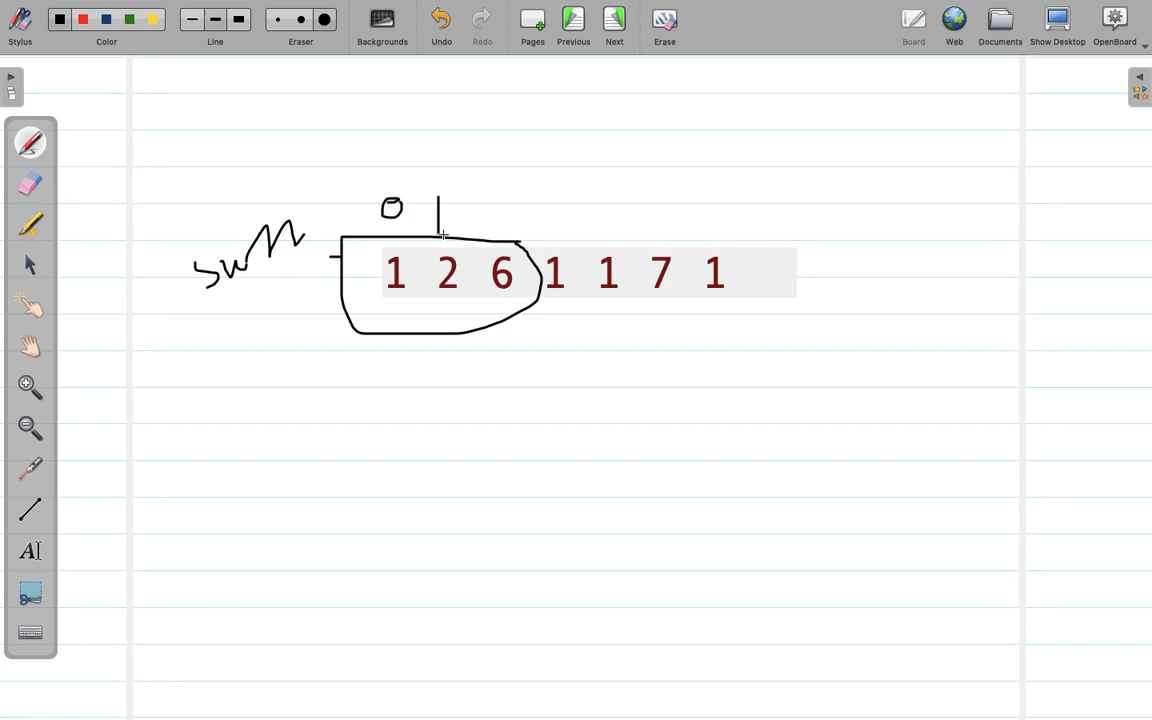 Stylus Color Line Eraser Backgrounds Undo Redo Pages Previous Next Erase Board Web Documents Show Desktop OpenBoard
0 1
sum
1 2 6 1 1 7 1